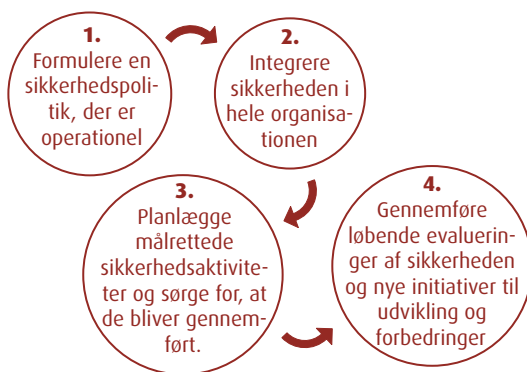 1.
Formulere en
sikkerhedspoli-
tik, der er
operationel
2.
Integrere
sikkerheden i
hele organisa-
tionen
3.
Planlægge
målrettede
sikkerhedsaktivite-
ter og sørge for, at
de bliver gennem-
ført.
4.
Gennemføre
løbende evaluerin-
ger af sikkerheden
og nye initiativer til
udvikling og
forbedringer